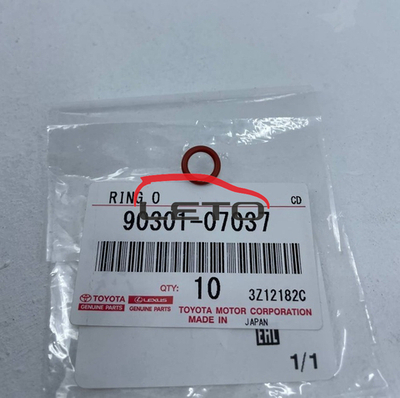 RING O
CD
LETO
90301-07037
QTY: 10
3Z12182C
TOYOTA
GENUINE PARTS
LEXUS
GENUINE PARTS
TOYOTA MOTOR CORPORATION
MADE IN JAPAN
EAC
1/1